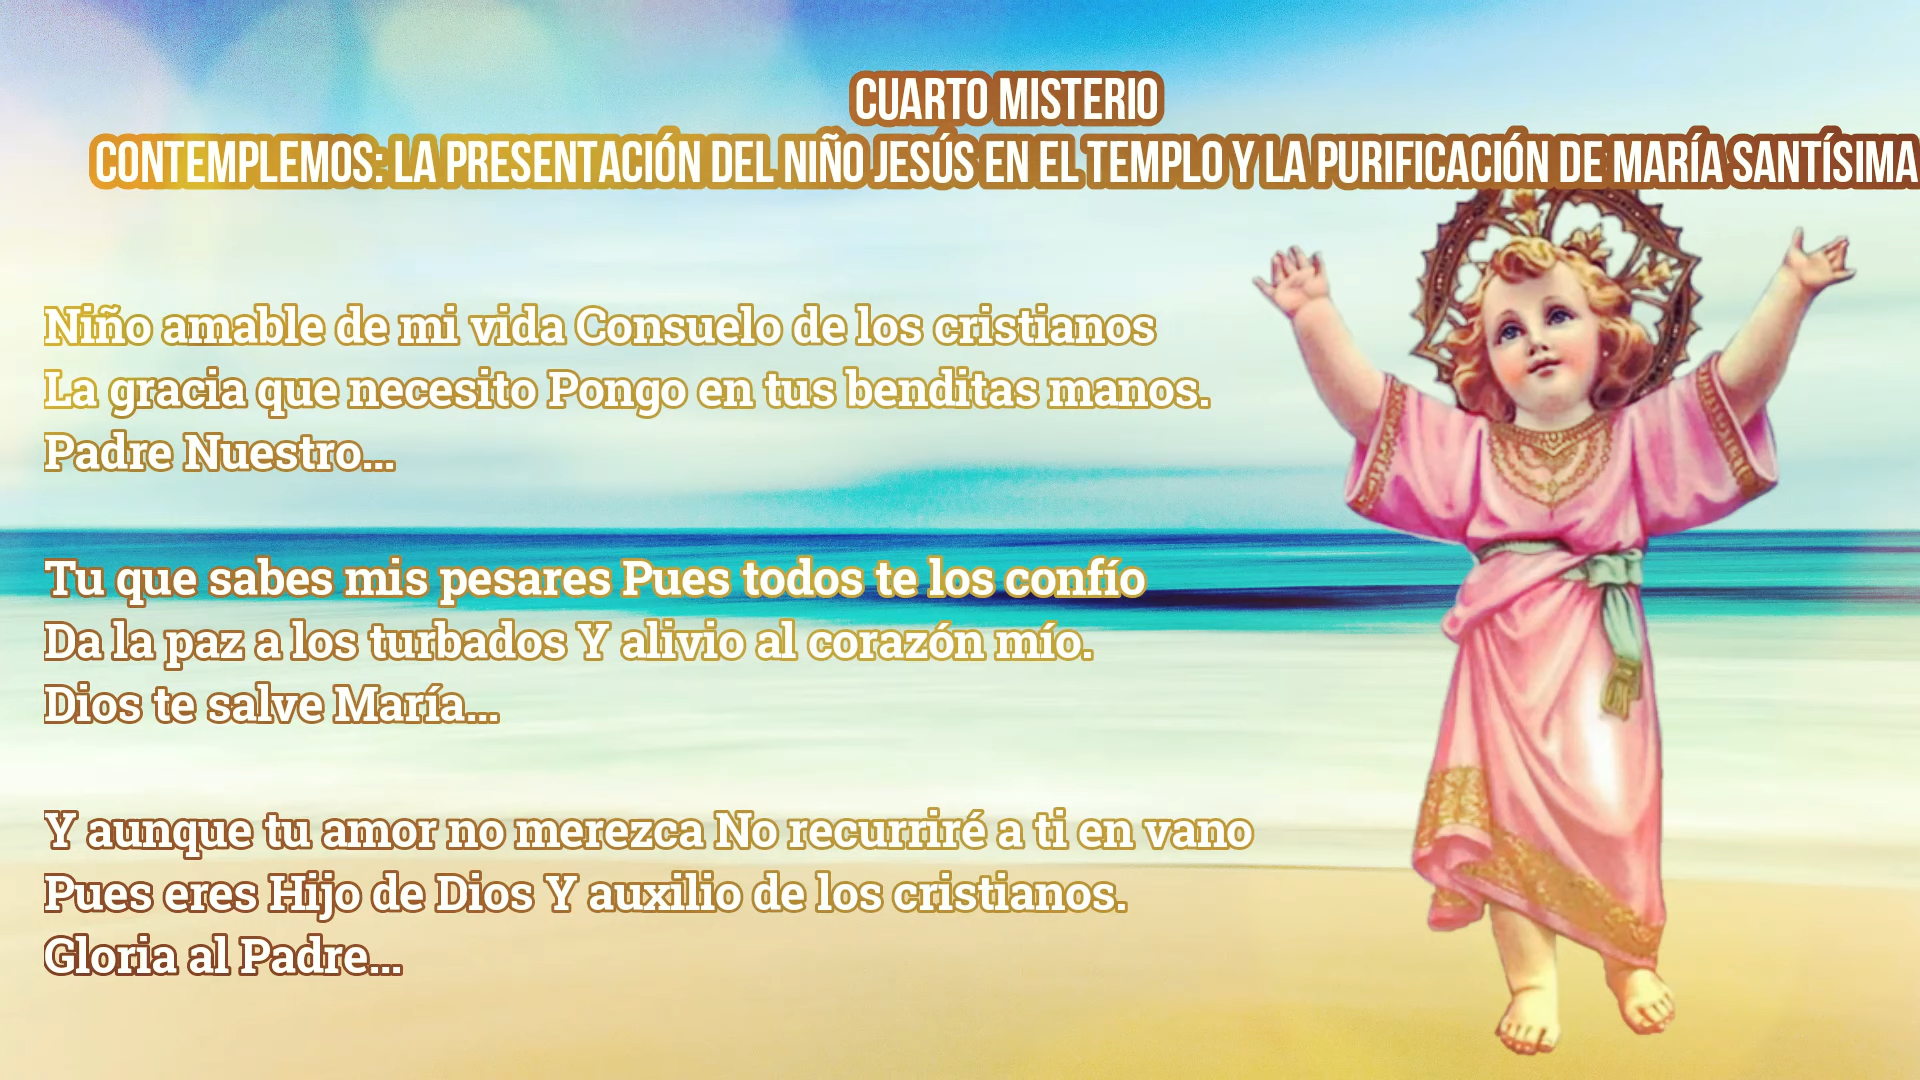 CUARTO MISTERIO
CONTEMPLEMOS: LA PRESENTACIÓN DEL NIÑO JESÚS EN EL TEMPLO Y LA PURIFICACIÓN DE MARÍA SANTÍSIMA
Niño amable de mi vida Consuelo de los cristianos
La gracia que necesito Pongo en tus benditas manos.
Padre Nuestro...
Tu que sabes mis pesares Pues todos te los confío
Da la paz a los turbados Y alivio al corazón mío.
Dios te salve María...
Y aunque tu amor no merezca No recurriré a ti en vano
Pues eres Hijo de Dios Y auxilio de los cristianos.
Gloria al Padre...